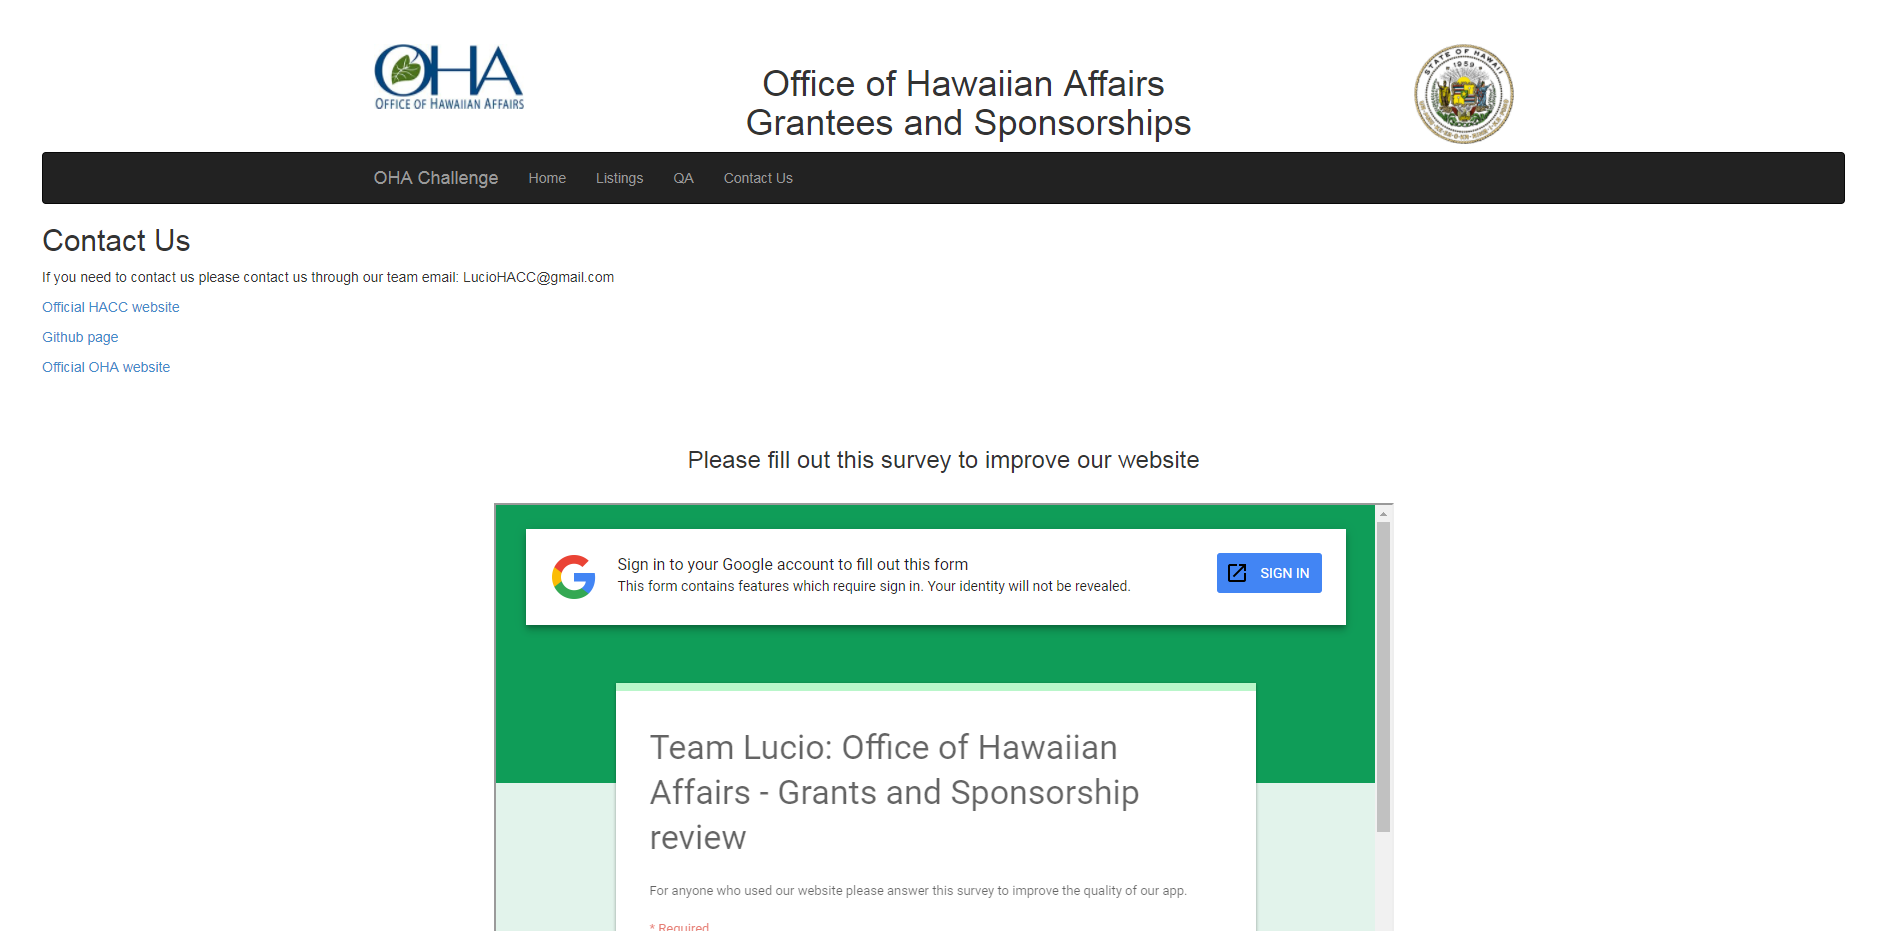 OHA
OFFICE OF HAWAIIAN AFFAIRS
Office of Hawaiian Affairs
Grantees and Sponsorships
STATE OF HAWAII
1959
OHA Challenge
Home
Listings
QA
Contact Us
Contact Us
If you need to contact us please contact us through our team email: LucioHACC@gmail.com
Official HACC website
Github page
Official OHA website
Please fill out this survey to improve our website
Sign in to your Google account to fill out this form
This form contains features which require sign in. Your identity will not be revealed.
SIGN IN
Team Lucio: Office of Hawaiian
Affairs - Grants and Sponsorship
review
For anyone who used our website please answer this survey to improve the quality of our app.
* Required